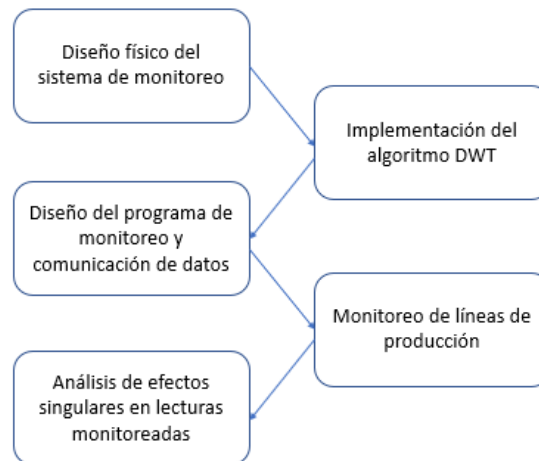 Diseño físico del
sistema de monitoreo
Implementación del
algoritmo DWT
Diseño del programa de
monitoreo y
comunicación de datos
Monitoreo de líneas de
producción
Análisis de efectos
singulares en lecturas
monitoreadas